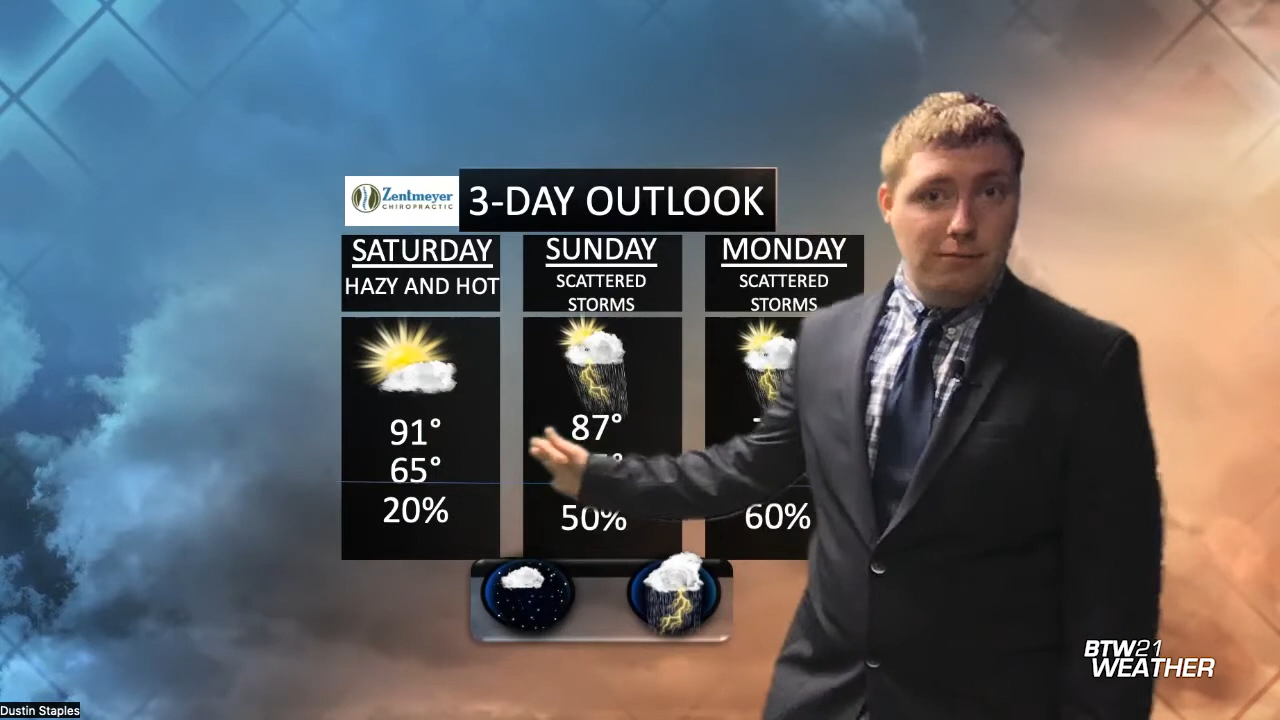 Zentmeyer
CHIROPRACTIC
3-DAY OUTLOOK
SATURDAY
HAZY AND HOT
SUNDAY
SCATTERED
STORMS
MONDAY
SCATTERED
STORMS
91°
65°
20%
87°
50%
60%
BTW21
WEATHER
Dustin Staples